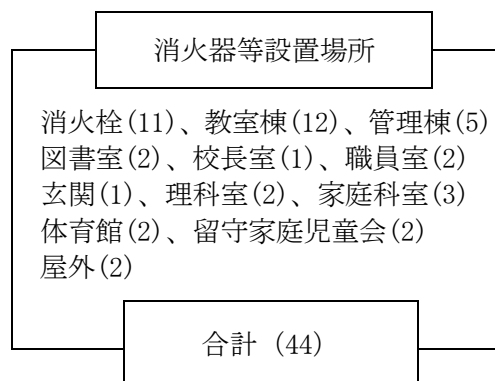 消火器等設置場所
消火栓(11)、教室棟(12)、管理棟(5)
図書室(2)、校長室(1)、職員室(2)
玄関(1)、理科室(2)、家庭科室(3)
体育館(2)、留守家庭児童会(2)
屋外(2)
合計 (44)